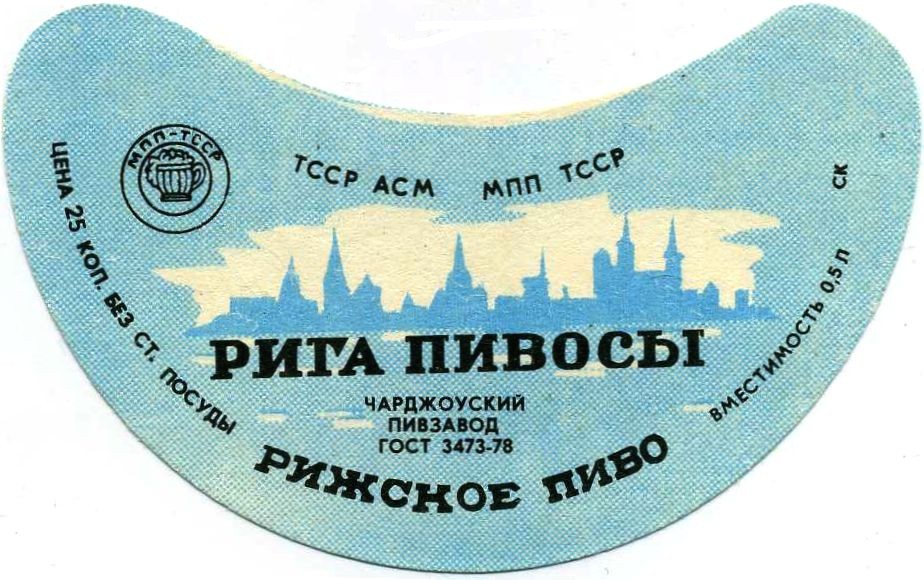 МПП-ТССР
ТССР АСМ МПП ТССР
СК
ЦЕНА 25 КОП. БЕЗ СТ. ПОСУДЫ
РИГА ПИВОСЫ
ЧАРДЖОУСКИЙ
ПИВЗАВОД
ГОСТ 3473-78
ВМЕСТИМОСТЬ 0,5 Л
РИЖСКОЕ ПИВО